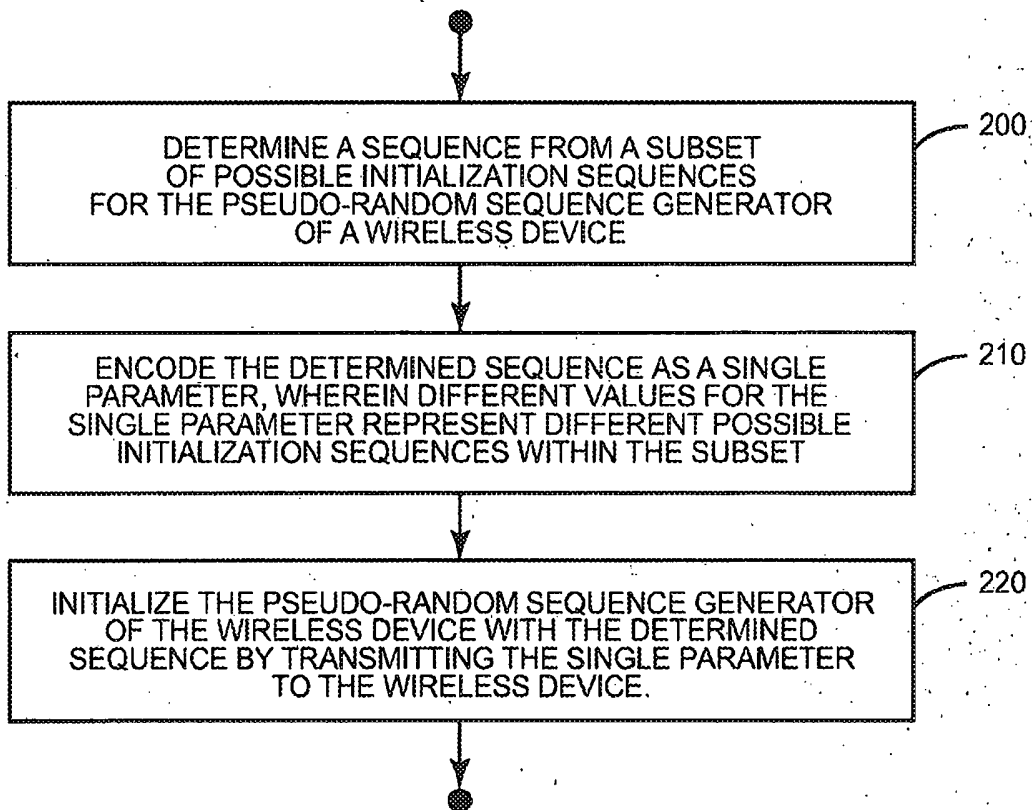 DETERMINE A SEQUENCE FROM A SUBSET
OF POSSIBLE INITIALIZATION SEQUENCES
FOR THE PSEUDO-RANDOM SEQUENCE GENERATOR
OF A WIRELESS DEVICE
200
ENCODE THE DETERMINED SEQUENCE AS A SINGLE
PARAMETER, WHEREIN DIFFERENT VALUES FOR THE
SINGLE PARAMETER REPRESENT DIFFERENT POSSIBLE
INITIALIZATION SEQUENCES WITHIN THE SUBSET
210
INITIALIZE THE PSEUDO-RANDOM SEQUENCE GENERATOR
OF THE WIRELESS DEVICE WITH THE DETERMINED
SEQUENCE BY TRANSMITTING THE SINGLE PARAMETER
TO THE WIRELESS DEVICE.
220